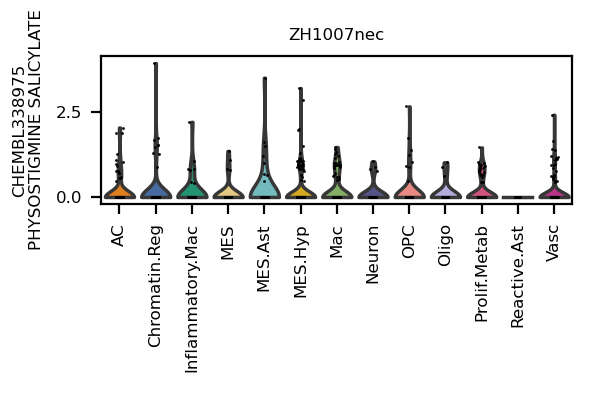 ZH1007nec
CHEMBL338975
PHYSOSTIGMINE SALICYLATE
2.5
0.0
AC
Chromatin.Reg
Inflammatory.Mac
MES
MES.Ast
MES.Hyp
Mac
Neuron
OPC
Oligo
Prolif.Metab
Reactive.Ast
Vasc